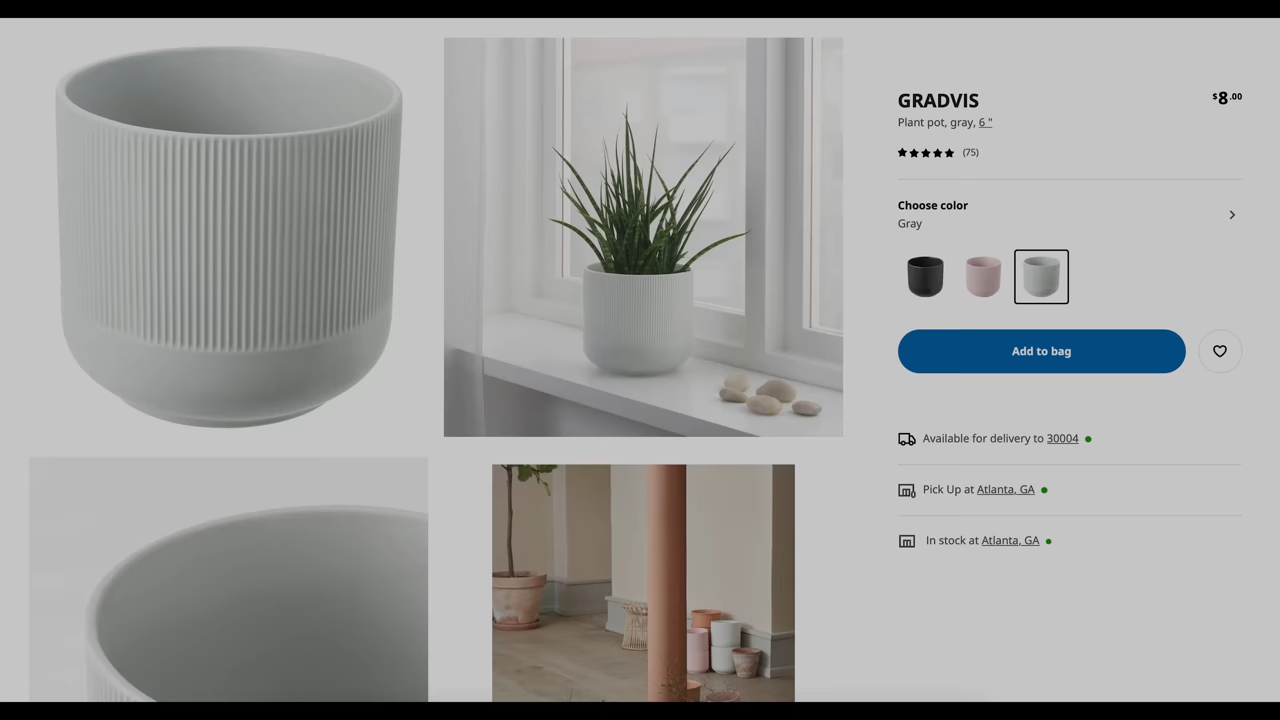 GRADVIS
$8.00
Plant pot, gray, 6 "
(75)
Choose color
Gray
Add to bag
Available for delivery to 30004
Pick Up at Atlanta, GA
In stock at Atlanta, GA